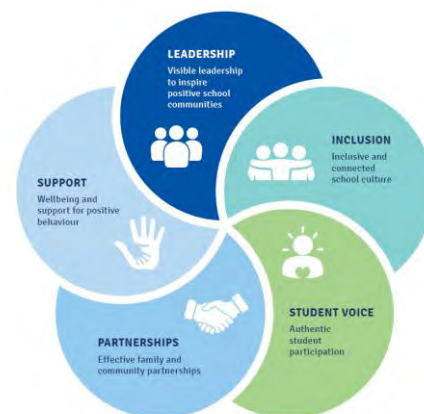 LEADERSHIP
Visible leadership
to inspire
positive school
communities
INCLUSION
Inclusive and
connected
school culture
STUDENT VOICE
Authentic
student
participation
PARTNERSHIPS
Effective family and
community partnerships
SUPPORT
Wellbeing and
support for positive
behaviour